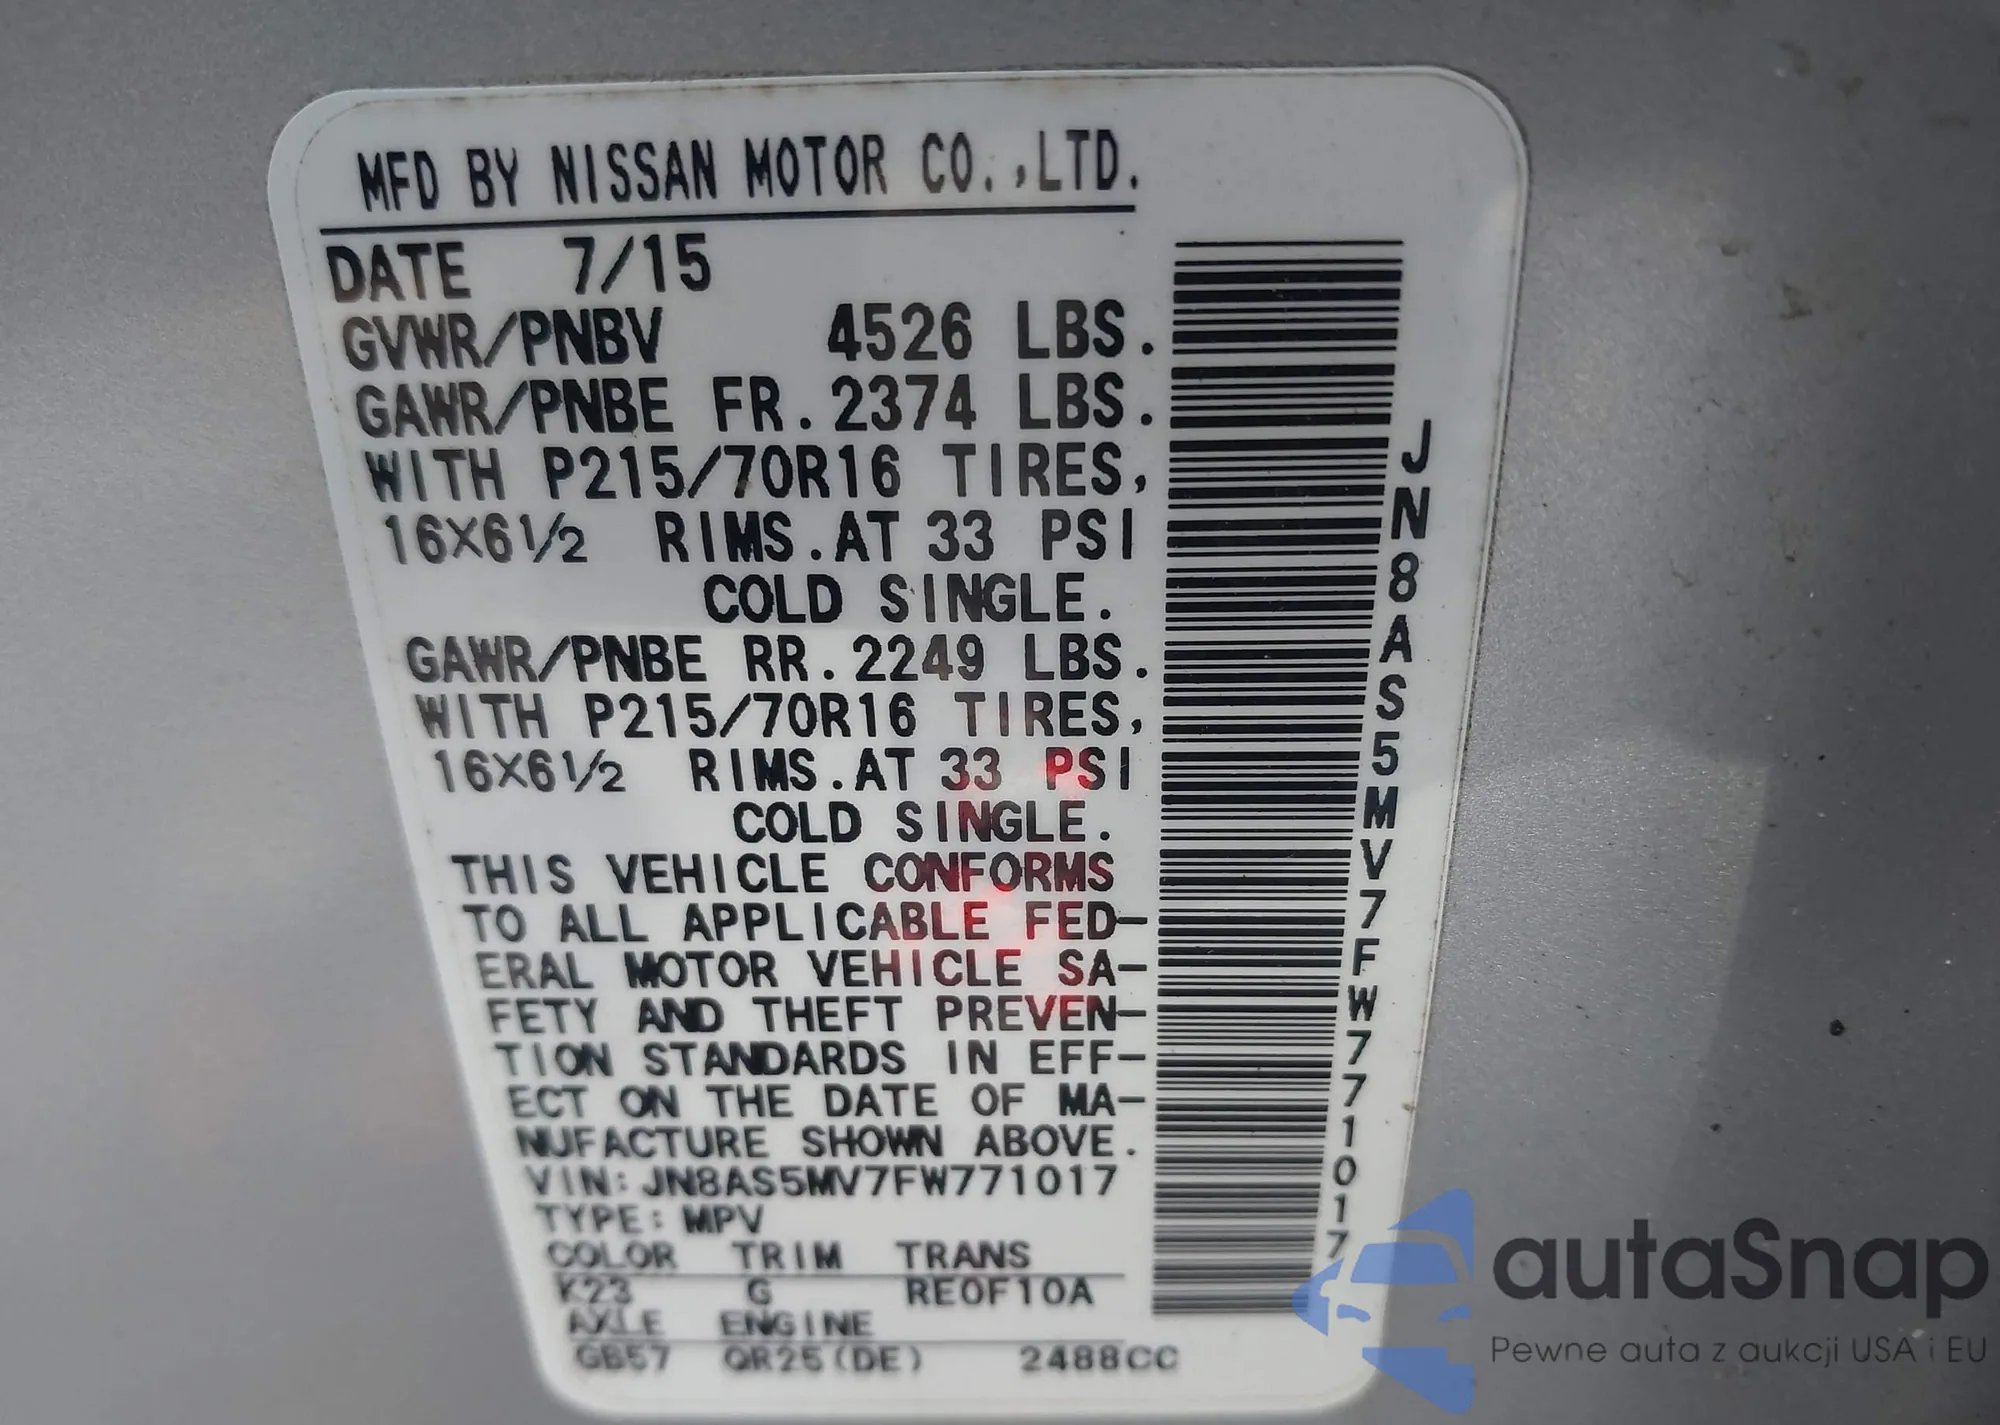 MFD BY NISSAN MOTOR CO.,LTD.
DATE 7/15
GVWR/PNBV 4526 LBS.
GAWR/PNBE FR.2374 LBS.
WITH P215/70R16 TIRES,
16X6½ RIMS.AT 33 PSI
COLD SINGLE.
GAWR/PNBE RR.2249 LBS.
WITH P215/70R16 TIRES,
16X6½ RIMS.AT 33 PSI
COLD SINGLE.
THIS VEHICLE CONFORMS
TO ALL APPLICABLE FED-
ERAL MOTOR VEHICLE SA-
FETY AND THEFT PREVEN-
TION STANDARDS IN EFF-
ECT ON THE DATE OF MA-
NUFACTURE SHOWN ABOVE.
VIN:JN8AS5MV7FW771017
TYPE:MPV
COLOR TRIM TRANS
K23 G RE0F10A
AXLE ENGINE
GB57 QR25(DE) 2488CC
JN8AS5MV7FW771017
autaSnap
Pewne auta z aukcji USA i EU